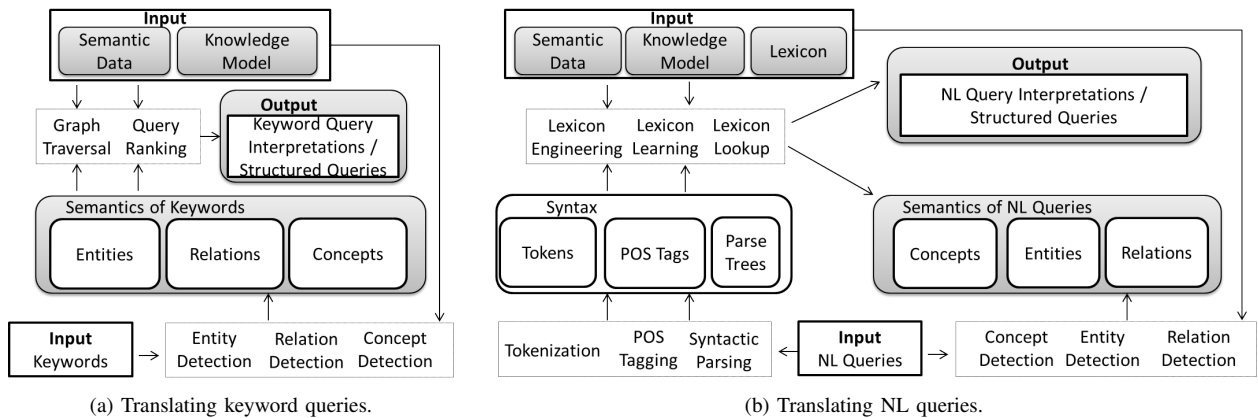 Input
Semantic
Data
Knowledge
Model
Graph
Traversal
Query
Ranking
Output
Keyword Query
Interpretations /
Structured Queries
Semantics of Keywords
Entities
Relations
Concepts
Input
Keywords
Entity
Detection
Relation
Detection
Concept
Detection
(a) Translating keyword queries.
Input
Semantic
Data
Knowledge
Model
Lexicon
Lexicon
Engineering
Lexicon
Learning
Lexicon
Lookup
Output
NL Query Interpretations /
Structured Queries
Syntax
Tokens
POS Tags
Parse
Trees
Semantics of NL Queries
Concepts
Entities
Relations
Tokenization
POS
Tagging
Syntactic
Parsing
Input
NL Queries
Concept
Detection
Entity
Detection
Relation
Detection
(b) Translating NL queries.